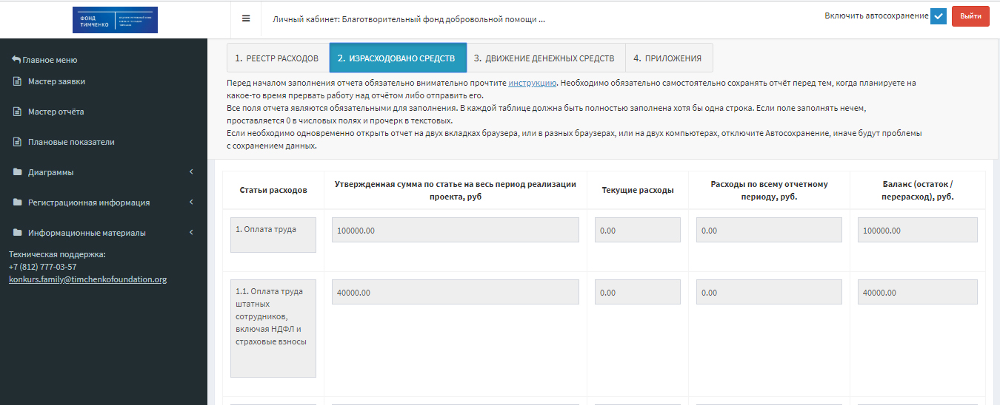 ФОНД
ТИМЧЕНКО
Личный кабинет: Благотворительный фонд добровольной помощи ...
Включить автосохранение
Выйти
Главное меню
Мастер заявки
Мастер отчёта
Плановые показатели
Диаграммы
Регистрационная информация
Информационные материалы
Техническая поддержка:
+7 (812) 777-03-57
konkurs.family@timchenkofoundation.org
1. РЕЕСТР РАСХОДОВ
2. ИЗРАСХОДОВАНО СРЕДСТВ
3. ДВИЖЕНИЕ ДЕНЕЖНЫХ СРЕДСТВ
4. ПРИЛОЖЕНИЯ
Перед началом заполнения отчета обязательно внимательно прочтите инструкцию. Необходимо обязательно самостоятельно сохранять отчёт перед тем, когда планируете на
какое-то время прервать работу над отчётом либо отправить его.
Все поля отчета являются обязательными для заполнения. В каждой таблице должна быть полностью заполнена хотя бы одна строка. Если поле заполнять нечем,
проставляется 0 в числовых полях и прочерк в текстовых.
Если необходимо одновременно открыть отчет на двух вкладках браузера, или в разных браузерах, или на двух компьютерах, отключите Автосохранение, иначе будут проблемы
с сохранением данных.
Статьи расходов
Утвержденная сумма по статье на весь период реализации
проекта, руб
Текущие расходы
Расходы по всему отчетному
периоду, руб.
Баланс (остаток /
перерасход), руб.
1. Оплата труда
100000.00
0.00
0.00
100000.00
1.1. Оплата труда
штатных
сотрудников,
включая НДФЛ и
страховые взносы
40000.00
0.00
0.00
40000.00